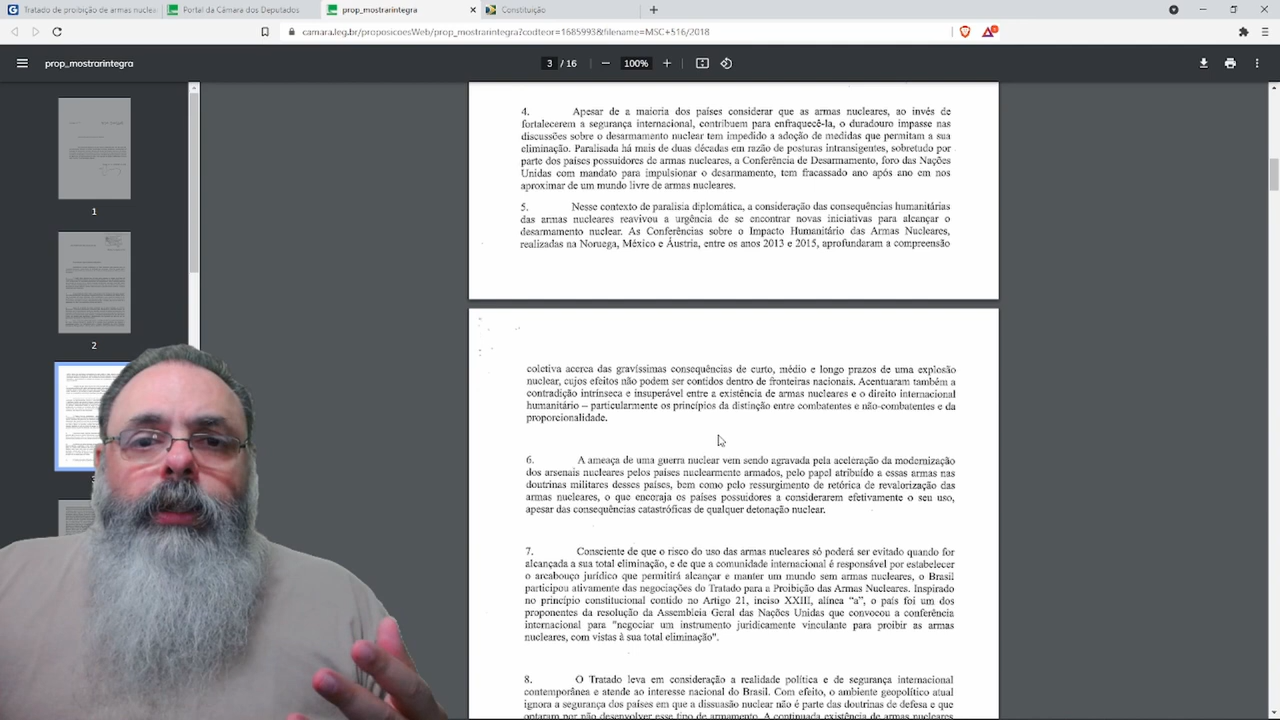 Tratado de proibição de armas nuclea
Portal da Câmara dos Deputados
prop_mostrarintegra
Constituição
camara.leg.br/proposicoesWeb/prop_mostrarintegra?codteor=1685993&filename=MSC+516/2018
prop_mostrarintegra
3 / 16
100%
1
2
4. Apesar de a maioria dos países considerar que as armas nucleares, ao invés de
fortalecerem a segurança internacional, contribuem para enfraquecê-la, o duradouro impasse nas
discussões sobre o desarmamento nuclear tem impedido a adoção de medidas que permitam a sua
eliminação. Paralisada há mais de duas décadas em razão de posturas intransigentes, sobretudo por
parte dos países possuidores de armas nucleares, a Conferência de Desarmamento, foro das Nações
Unidas com mandato para impulsionar o desarmamento, tem fracassado ano após ano em nos
aproximar de um mundo livre de armas nucleares.
5. Nesse contexto de paralisia diplomática, a consideração das consequências humanitárias
das armas nucleares reavivou a urgência de se encontrar novas iniciativas para alcançar o
desarmamento nuclear. As Conferências sobre o Impacto Humanitário das Armas Nucleares,
realizadas na Noruega, México e Áustria, entre os anos 2013 e 2015, aprofundaram a compreensão
coletiva acerca das gravíssimas consequências de curto, médio e longo prazos de uma explosão
nuclear, cujos efeitos não podem ser contidos dentro de fronteiras nacionais. Acentuaram também a
contradição intrínseca e insuperável entre a existência de armas nucleares e o direito internacional
humanitário – particularmente os princípios da distinção entre combatentes e não-combatentes e da
proporcionalidade.
6. A ameaça de uma guerra nuclear vem sendo agravada pela aceleração da modernização
dos arsenais nucleares pelos países nuclearmente armados, pelo papel atribuído a essas armas nas
doutrinas militares desses países, bem como pelo ressurgimento de retórica de revalorização das
armas nucleares, o que encoraja os países possuidores a considerarem efetivamente o seu uso,
apesar das consequências catastróficas de qualquer detonação nuclear.
7. Consciente de que o risco do uso das armas nucleares só poderá ser evitado quando for
alcançada a sua total eliminação, e de que a comunidade internacional é responsável por estabelecer
o arcabouço jurídico que permitirá alcançar e manter um mundo sem armas nucleares, o Brasil
participou ativamente das negociações do Tratado para a Proibição das Armas Nucleares. Inspirado
no princípio constitucional contido no Artigo 21, inciso XXIII, alínea “a”, o país foi um dos
proponentes da resolução da Assembleia Geral das Nações Unidas que convocou a conferência
internacional para "negociar um instrumento juridicamente vinculante para proibir as armas
nucleares, com vistas à sua total eliminação".
8. O Tratado leva em consideração a realidade política e de segurança internacional
contemporânea e atende ao interesse nacional do Brasil. Com efeito, o ambiente geopolítico atual
ignora a segurança dos países em que a dissuasão nuclear não é parte das doutrinas de defesa e que
optaram por não desenvolver esse tipo de armamento. A continuada existência de armas nucleares